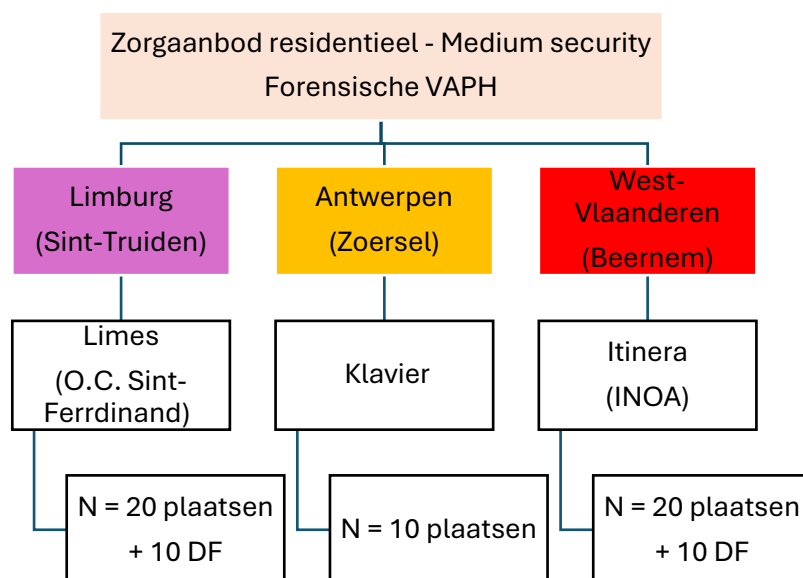 Zorgaanbod residentieel - Medium security
Forensische VAPH
Limburg
(Sint-Truiden)
Antwerpen
(Zoersel)
West-
Vlaanderen
(Beernem)
Limes
(O.C. Sint-
Ferrdinand)
Klavier
Itinera
(INOA)
N = 20 plaatsen
+ 10 DF
N = 10 plaatsen
N = 20 plaatsen
+ 10 DF